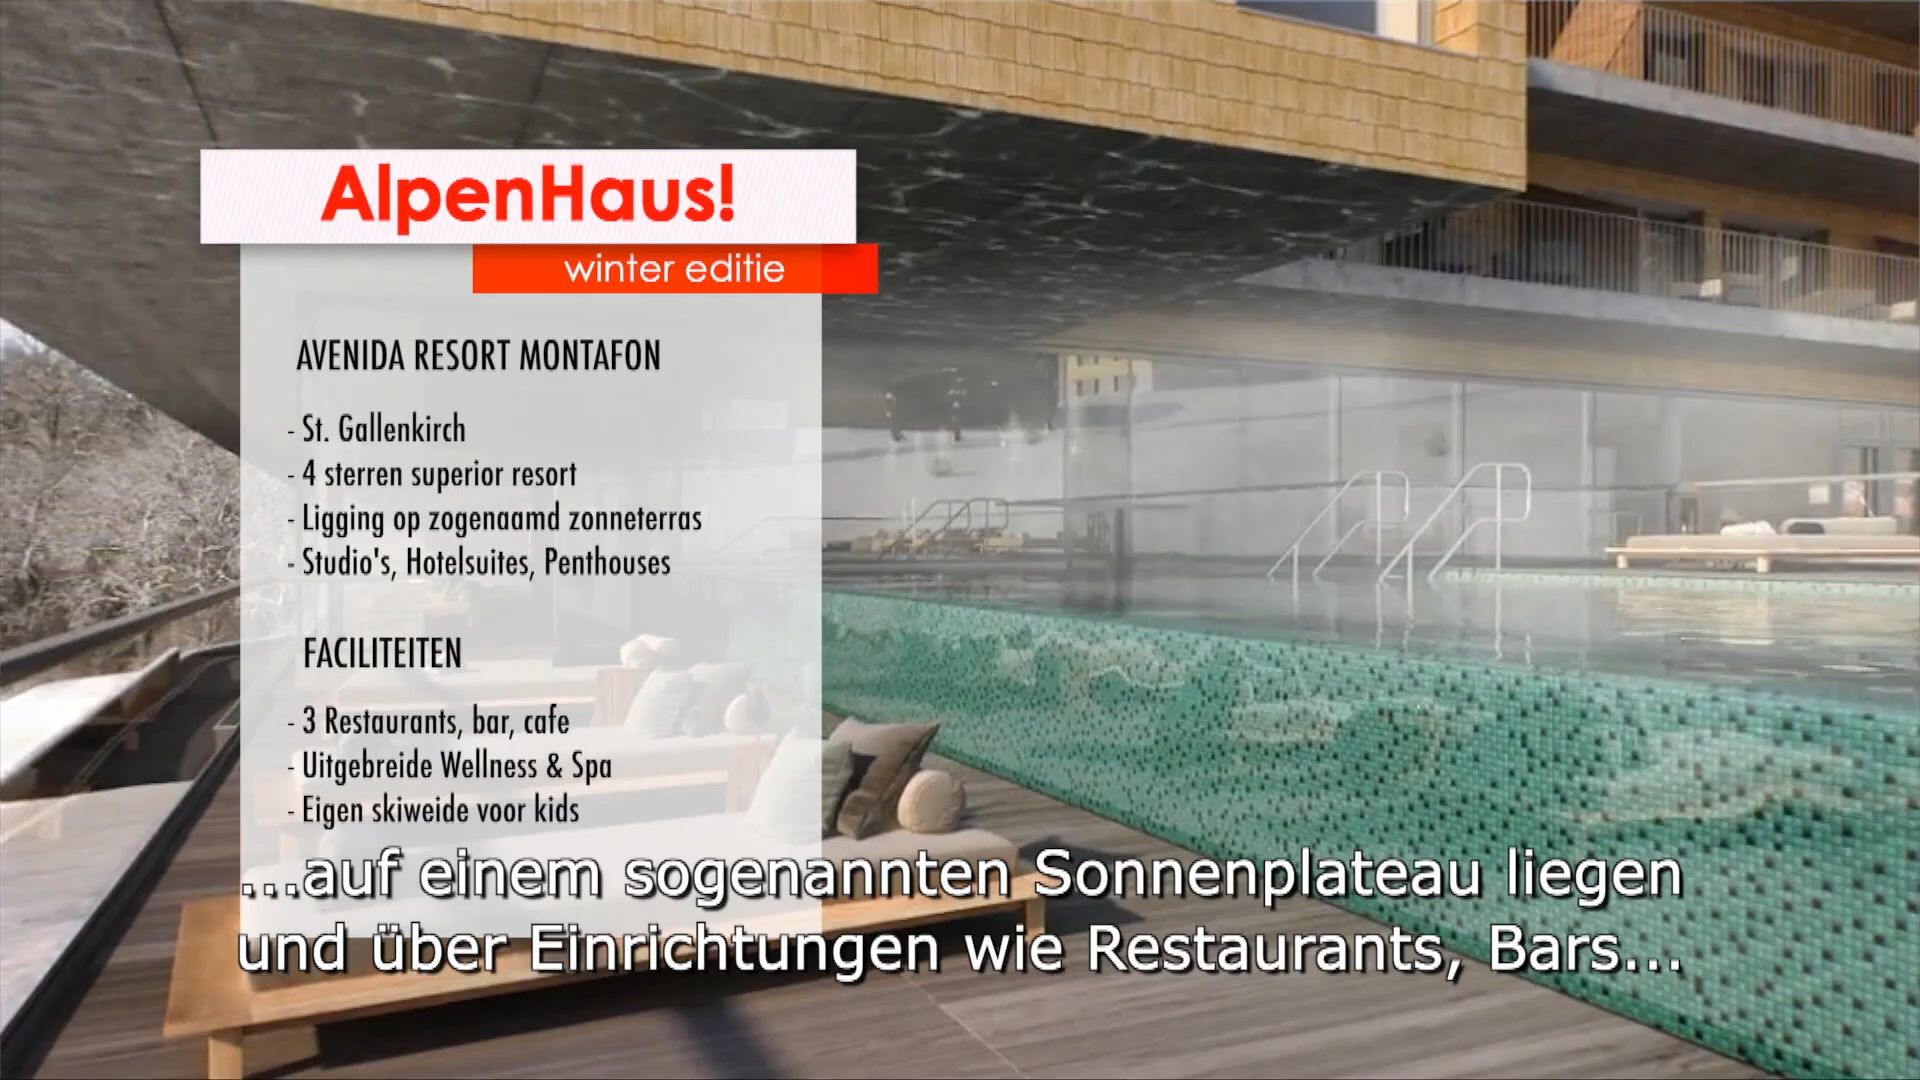 AlpenHaus!
winter editie
AVENIDA RESORT MONTAFON
- St. Gallenkirch
- 4 sterren superior resort
- Ligging op zogenaamd zonneterras
- Studio's, Hotelsuites, Penthouses
FACILITEITEN
- 3 Restaurants, bar, cafe
- Uitgebreide Wellness & Spa
- Eigen skiweide voor kids
...auf einem sogenannten Sonnenplateau liegen
und über Einrichtungen wie Restaurants, Bars...